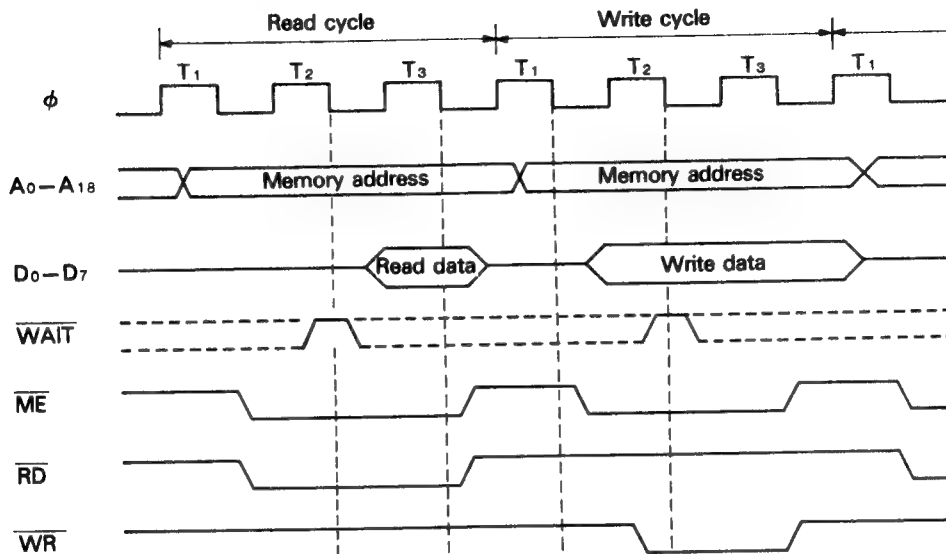 Read cycle Write cycle
T1 T2 T3 T1 T2 T3 T1
φ
A0–A18 Memory address Memory address
D0–D7 Read data Write data
WAIT
ME
RD
WR